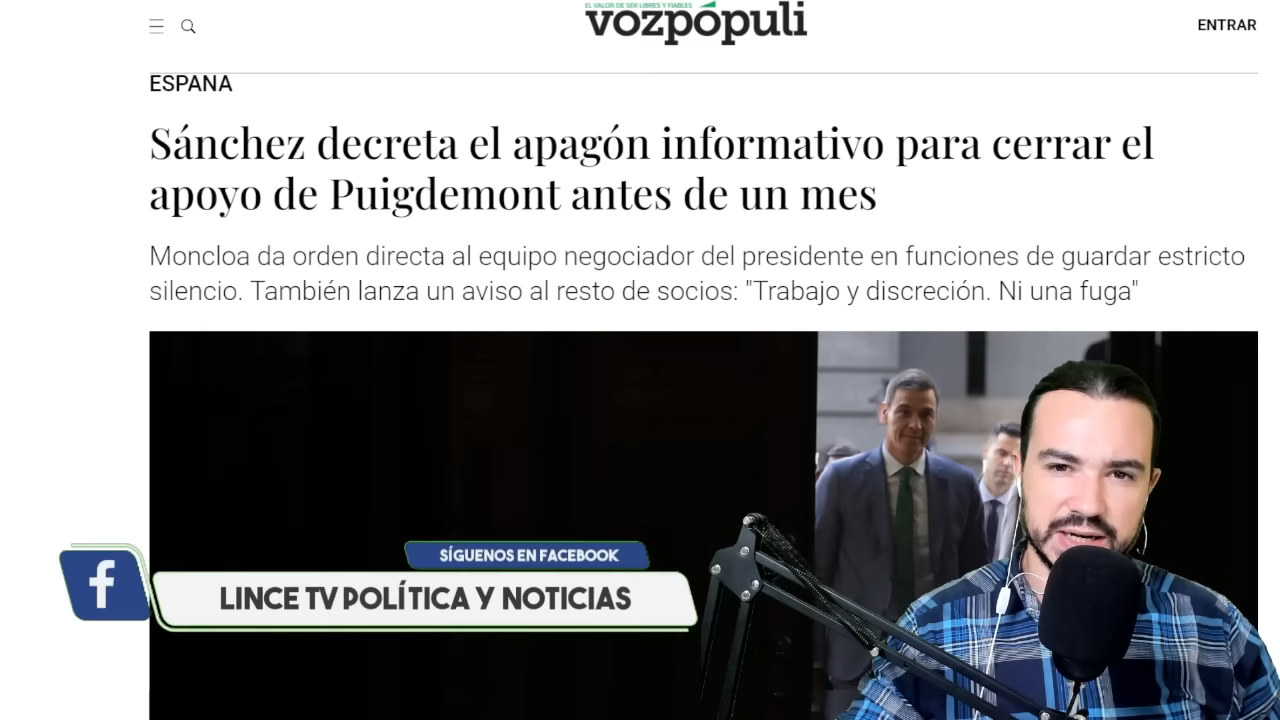 EL VALOR DE SER LIBRES Y FIABLES
vozpópuli
ENTRAR
ESPANA
Sánchez decreta el apagón informativo para cerrar el
apoyo de Puigdemont antes de un mes
Moncloa da orden directa al equipo negociador del presidente en funciones de guardar estricto
silencio. También lanza un aviso al resto de socios: "Trabajo y discreción. Ni una fuga"
SÍGUENOS EN FACEBOOK
f
LINCE TV POLÍTICA Y NOTICIAS